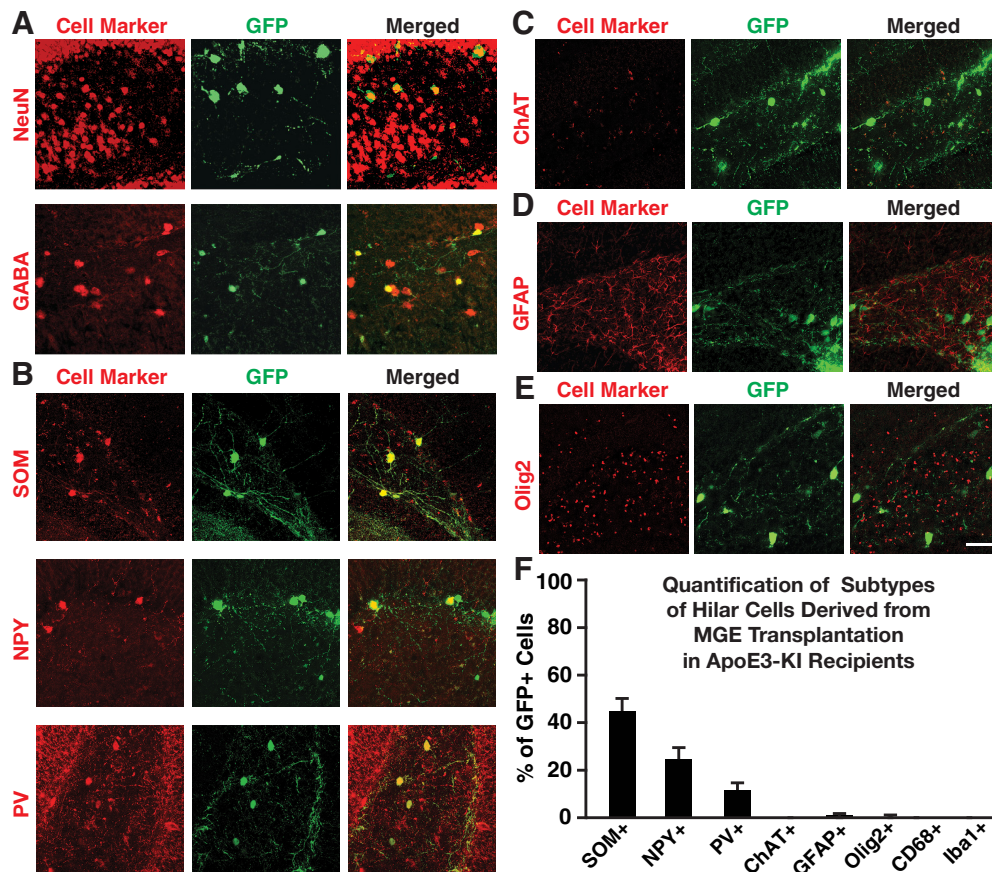 A
Cell Marker GFP Merged
NeuN
GABA
B
Cell Marker GFP Merged
SOM
NPY
PV
C
Cell Marker GFP Merged
ChAT
D
Cell Marker GFP Merged
GFAP
E
Cell Marker GFP Merged
Olig2
F
Quantification of Subtypes
of Hilar Cells Derived from
MGE Transplantation
in ApoE3-KI Recipients
% of GFP+ Cells
100
80
60
40
20
0
SOM+ NPY+ PV+ ChAT+ GFAP+ Olig2+ CD68+ Iba1+